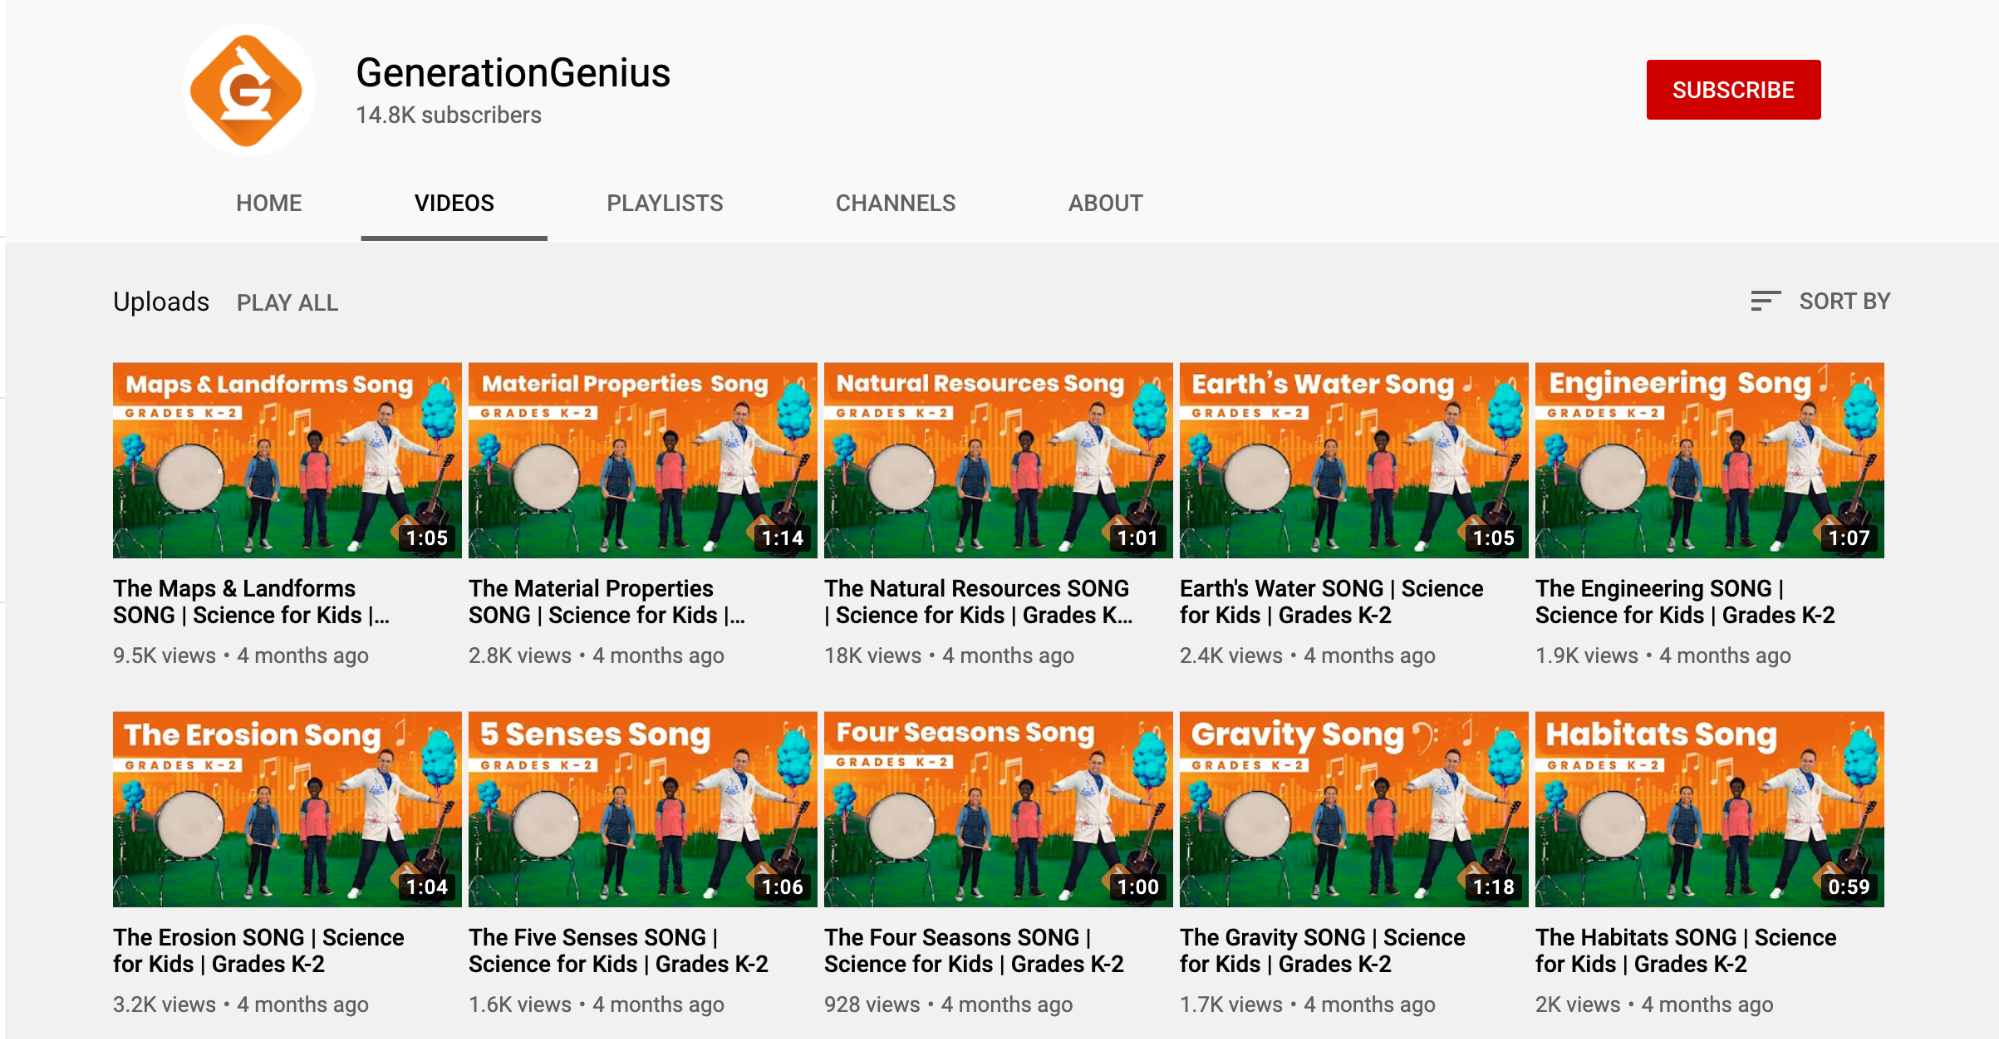 G
GenerationGenius
14.8K subscribers
SUBSCRIBE
HOME
VIDEOS
PLAYLISTS
CHANNELS
ABOUT
Uploads
PLAY ALL
SORT BY
Maps & Landforms Song
GRADES K-2
1:05
The Maps & Landforms
SONG | Science for Kids |...
9.5K views • 4 months ago
Material Properties Song
GRADES K-2
1:14
The Material Properties
SONG | Science for Kids |...
2.8K views • 4 months ago
Natural Resources Song
GRADES K-2
1:01
The Natural Resources SONG
| Science for Kids | Grades K...
18K views • 4 months ago
Earth's Water Song
GRADES K-2
1:05
Earth's Water SONG | Science
for Kids | Grades K-2
2.4K views • 4 months ago
Engineering Song
GRADES K-2
1:07
The Engineering SONG |
Science for Kids | Grades K-2
1.9K views • 4 months ago
The Erosion Song
GRADES K-2
1:04
The Erosion SONG | Science
for Kids | Grades K-2
3.2K views • 4 months ago
5 Senses Song
GRADES K-2
1:06
The Five Senses SONG |
Science for Kids | Grades K-2
1.6K views • 4 months ago
Four Seasons Song
GRADES K-2
1:00
The Four Seasons SONG |
Science for Kids | Grades K-2
928 views • 4 months ago
Gravity Song
GRADES K-2
1:18
The Gravity SONG | Science
for Kids | Grades K-2
1.7K views • 4 months ago
Habitats Song
GRADES K-2
0:59
The Habitats SONG | Science
for Kids | Grades K-2
2K views • 4 months ago